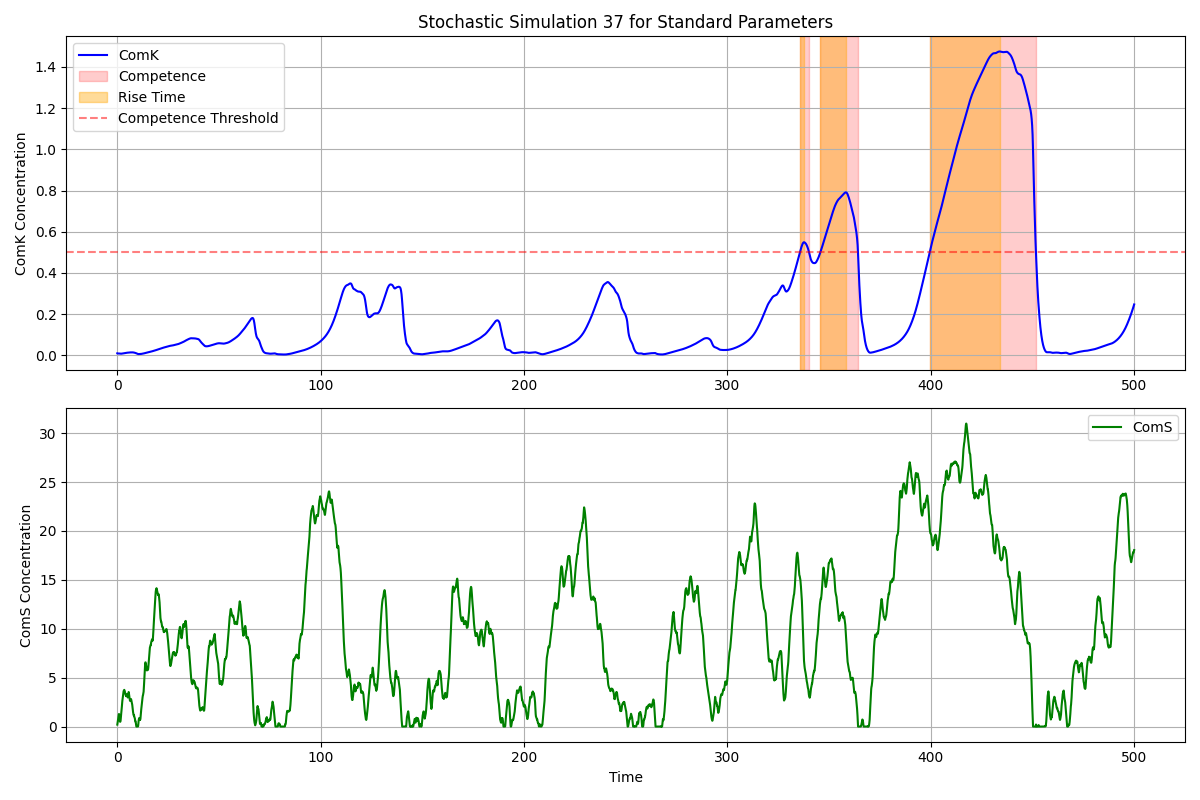 Stochastic Simulation 37 for Standard Parameters
ComK
Competence
Rise Time
Competence Threshold
ComK Concentration
1.4
1.2
1.0
0.8
0.6
0.4
0.2
0.0
0 100 200 300 400 500
ComS
ComS Concentration
30
25
20
15
10
5
0
0 100 200 300 400 500
Time